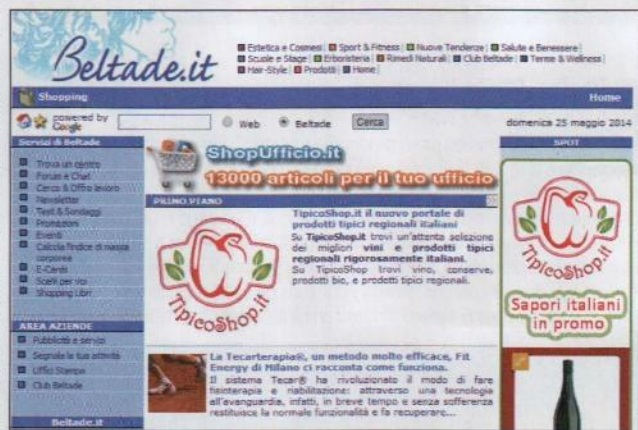 Beltade.it
Estetica e Cosmesi | Sport & Fitness | Nuove Tendenze | Salute e Benessere |
Scuole e Stage | Erboristeria | Rimedi Naturali | Club Beltade | Terme & Wellness |
Hair-Style | Prodotti | Home |
Shopping
Home
powered by
Google
Web
Beltade
Cerca
domenica 25 maggio 2014
Servizi di Beltade
Trova un centro
Forum e Chat
Cerco & Offro lavoro
Newsletter
Test & Sondaggi
Promozioni
Eventi
Calcola l'indice di massa
corporea
E-Cards
Scelti per voi
Shopping Libri
AREA AZIENDE
Pubblicità e servizi
Segnala la tua attività
Uffici Stampa
Club Beltade
Beltade.it
ShopUfficio.it
13000 articoli per il tuo ufficio
PRIMO PIANO
TipicoShop.it
TipicoShop.it il nuovo portale di
prodotti tipici regionali italiani
Su TipicoShop.it trovi un'attenta selezione
dei migliori vini e prodotti tipici
regionali rigorosamente italiani.
Su TipicoShop trovi vino, conserve,
prodotti bio, e prodotti tipici regionali.
La Tecarterapia®, un metodo molto efficace, Fit
Energy di Milano ci racconta come funziona.
Il sistema Tecar® ha rivoluzionato il modo di fare
fisioterapia e riabilitazione: attraverso una tecnologia
all'avanguardia, infatti, in breve tempo e senza sofferenza
restituisce la normale funzionalità e fa recuperare...
SPOT
TipicoShop.it
Sapori italiani
in promo